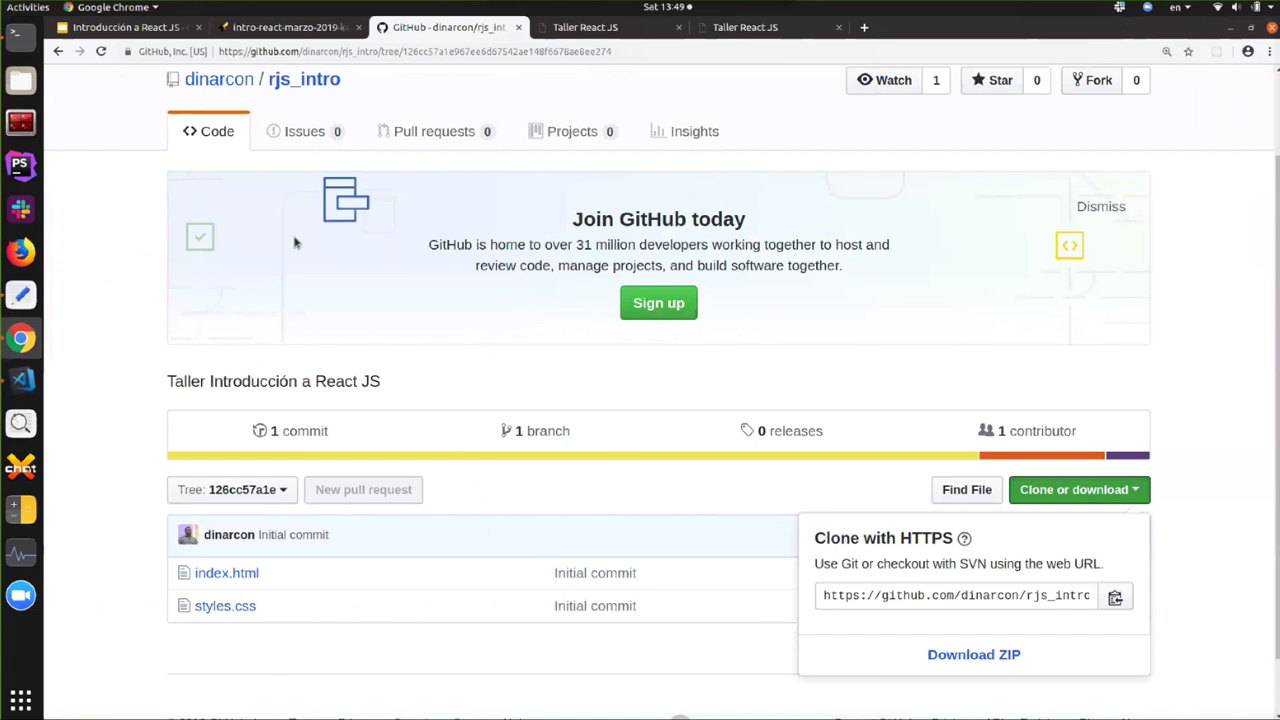 Activities Google Chrome Sat 13:49 en
Introducción a React JS - intro-react-marzo-2019-k GitHub - dinarcon/rjs_int Taller React JS Taller React JS
GitHub, Inc. [US] https://github.com/dinarcon/rjs_intro/tree/126cc57a1e967ee6d67542ae148f6678ae8ee274
dinarcon / rjs_intro
Watch 1 Star 0 Fork 0
Code Issues 0 Pull requests 0 Projects 0 Insights
Join GitHub today
Dismiss
GitHub is home to over 31 million developers working together to host and
review code, manage projects, and build software together.
Sign up
Taller Introducción a React JS
1 commit 1 branch 0 releases 1 contributor
Tree: 126cc57a1e New pull request Find File Clone or download
dinarcon Initial commit
index.html Initial commit
styles.css Initial commit
Clone with HTTPS
Use Git or checkout with SVN using the web URL.
https://github.com/dinarcon/rjs_intro
Download ZIP
PS
chat